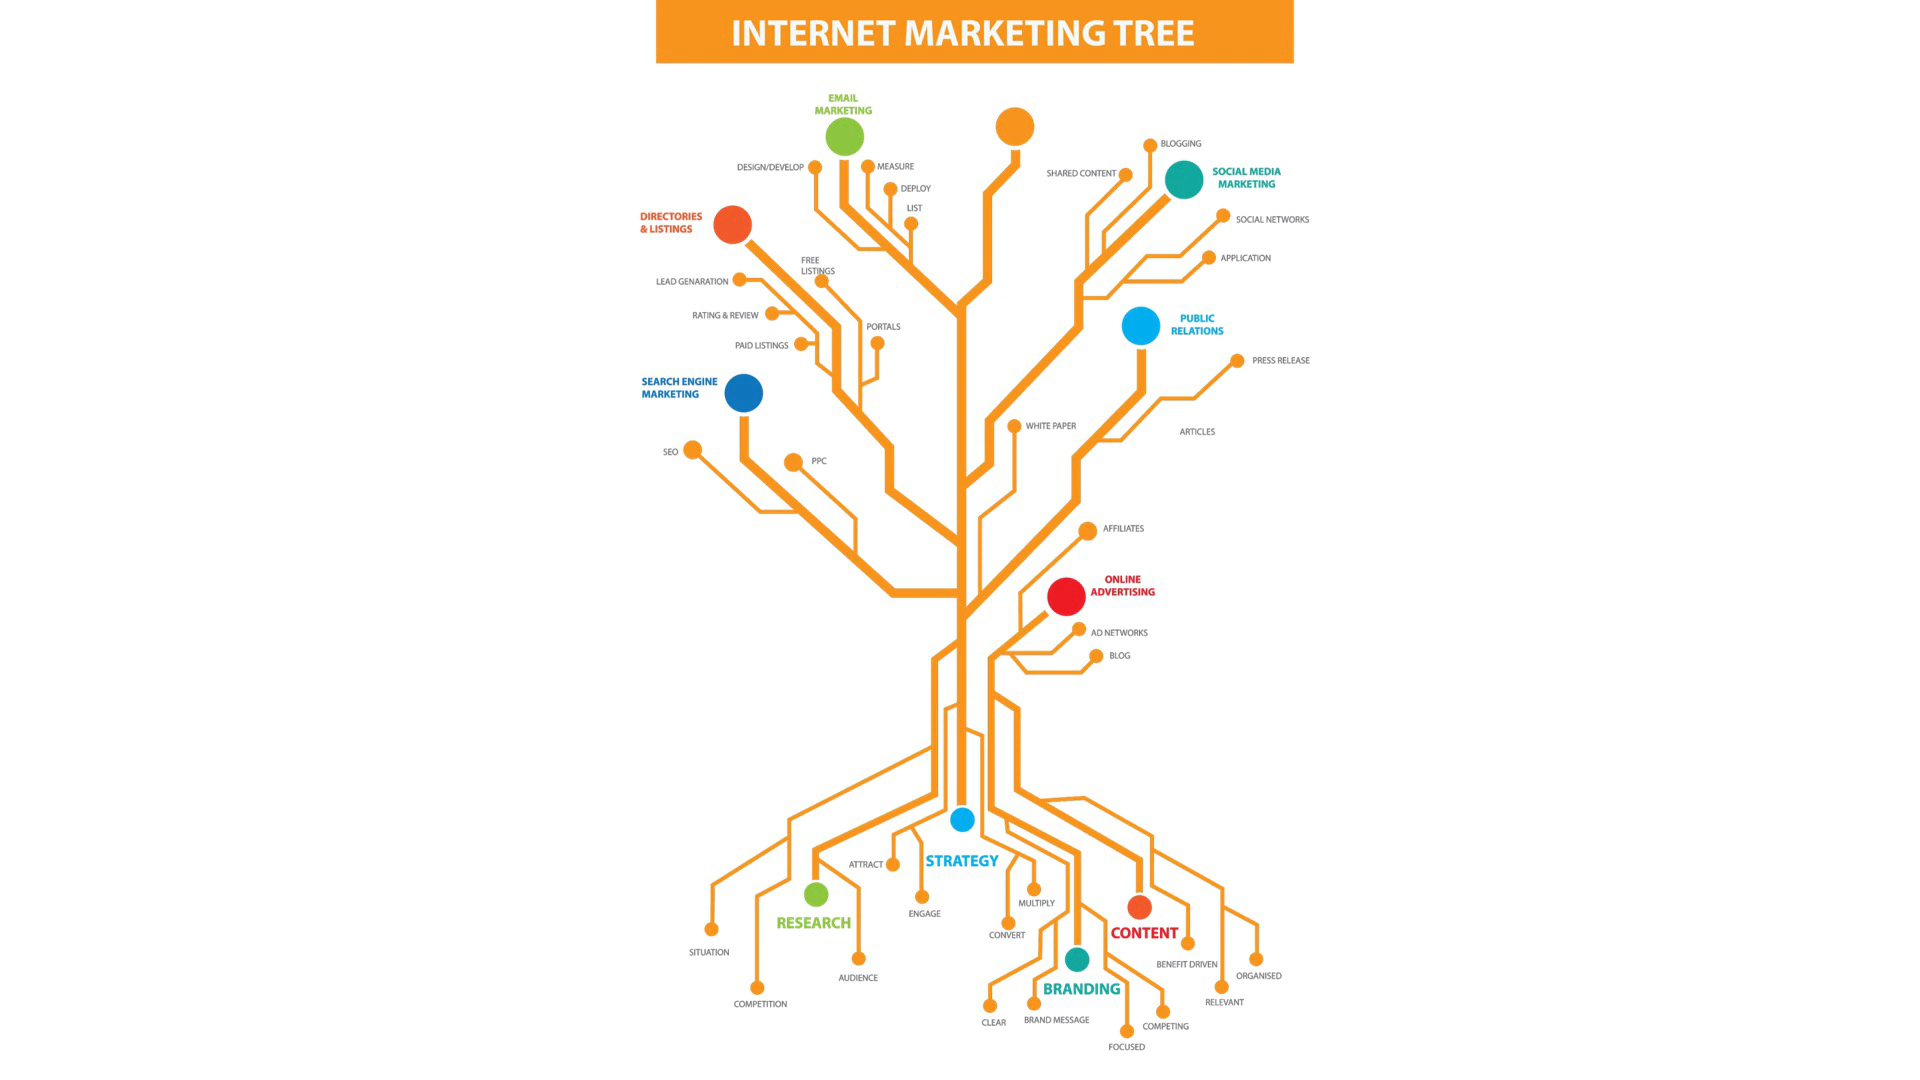 INTERNET MARKETING TREE
EMAIL
MARKETING
BLOGGING
DESIGN/DEVELOP
MEASURE
SHARED CONTENT
SOCIAL MEDIA
MARKETING
DEPLOY
LIST
DIRECTORIES
& LISTINGS
SOCIAL NETWORKS
FREE
LISTINGS
APPLICATION
LEAD GENARATION
RATING & REVIEW
PORTALS
PUBLIC
RELATIONS
PAID LISTINGS
PRESS RELEASE
SEARCH ENGINE
MARKETING
WHITE PAPER
ARTICLES
SEO
PPC
AFFILIATES
ONLINE
ADVERTISING
AD NETWORKS
BLOG
ATTRACT
STRATEGY
MULTIPLY
ENGAGE
RESEARCH
CONVERT
CONTENT
SITUATION
BENEFIT DRIVEN
AUDIENCE
ORGANISED
BRANDING
COMPETITION
RELEVANT
CLEAR
BRAND MESSAGE
COMPETING
FOCUSED